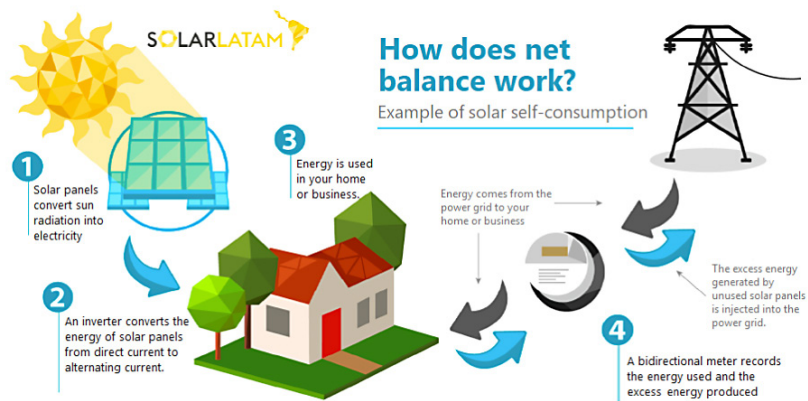 SOLARLATAM
How does net
balance work?
Example of solar self-consumption
1
Solar panels
convert sun
radiation into
electricity
2
An inverter converts the
energy of solar panels
from direct current to
alternating current.
3
Energy is used
in your home
or business.
Energy comes from the
power grid to your
home or business
The excess energy
generated by
unused solar panels
is injected into the
power grid.
4
A bidirectional meter records
the energy used and the
excess energy produced